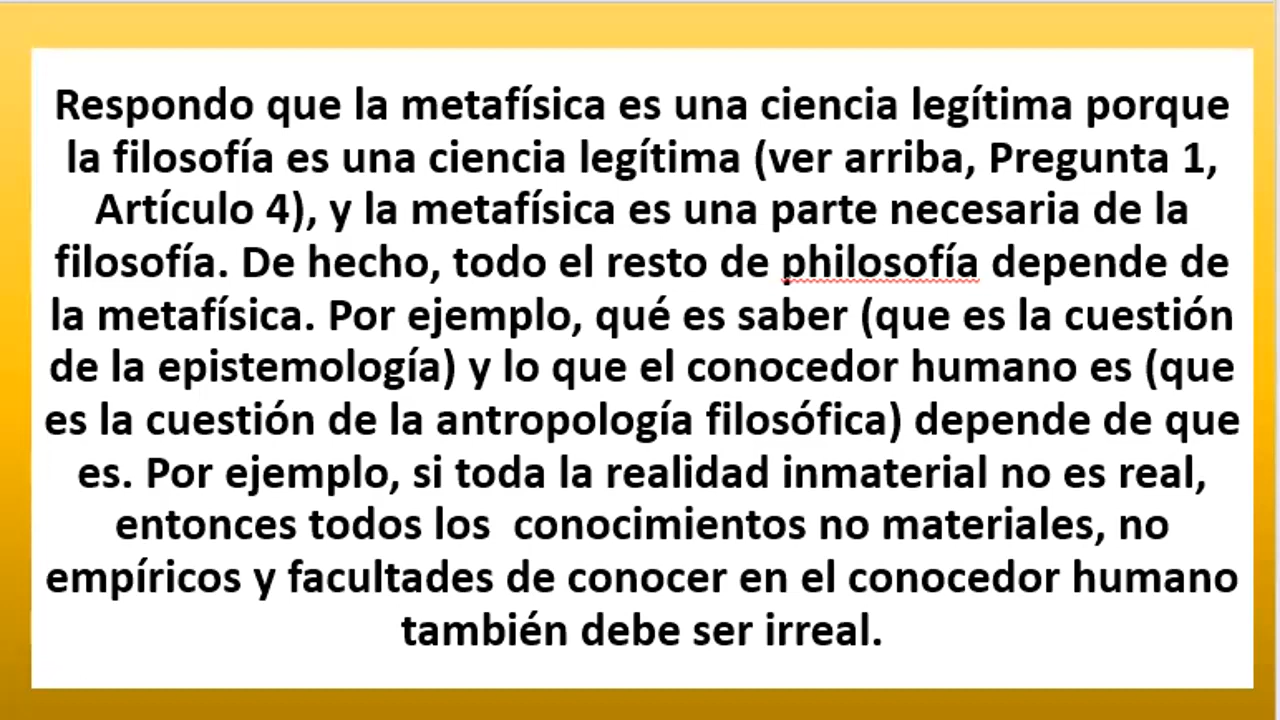 Respondo que la metafísica es una ciencia legítima porque
la filosofía es una ciencia legítima (ver arriba, Pregunta 1,
Artículo 4), y la metafísica es una parte necesaria de la
filosofía. De hecho, todo el resto de philosofía depende de
la metafísica. Por ejemplo, qué es saber (que es la cuestión
de la epistemología) y lo que el conocedor humano es (que
es la cuestión de la antropología filosófica) depende de que
es. Por ejemplo, si toda la realidad inmaterial no es real,
entonces todos los  conocimientos no materiales, no
empíricos y facultades de conocer en el conocedor humano
también debe ser irreal.